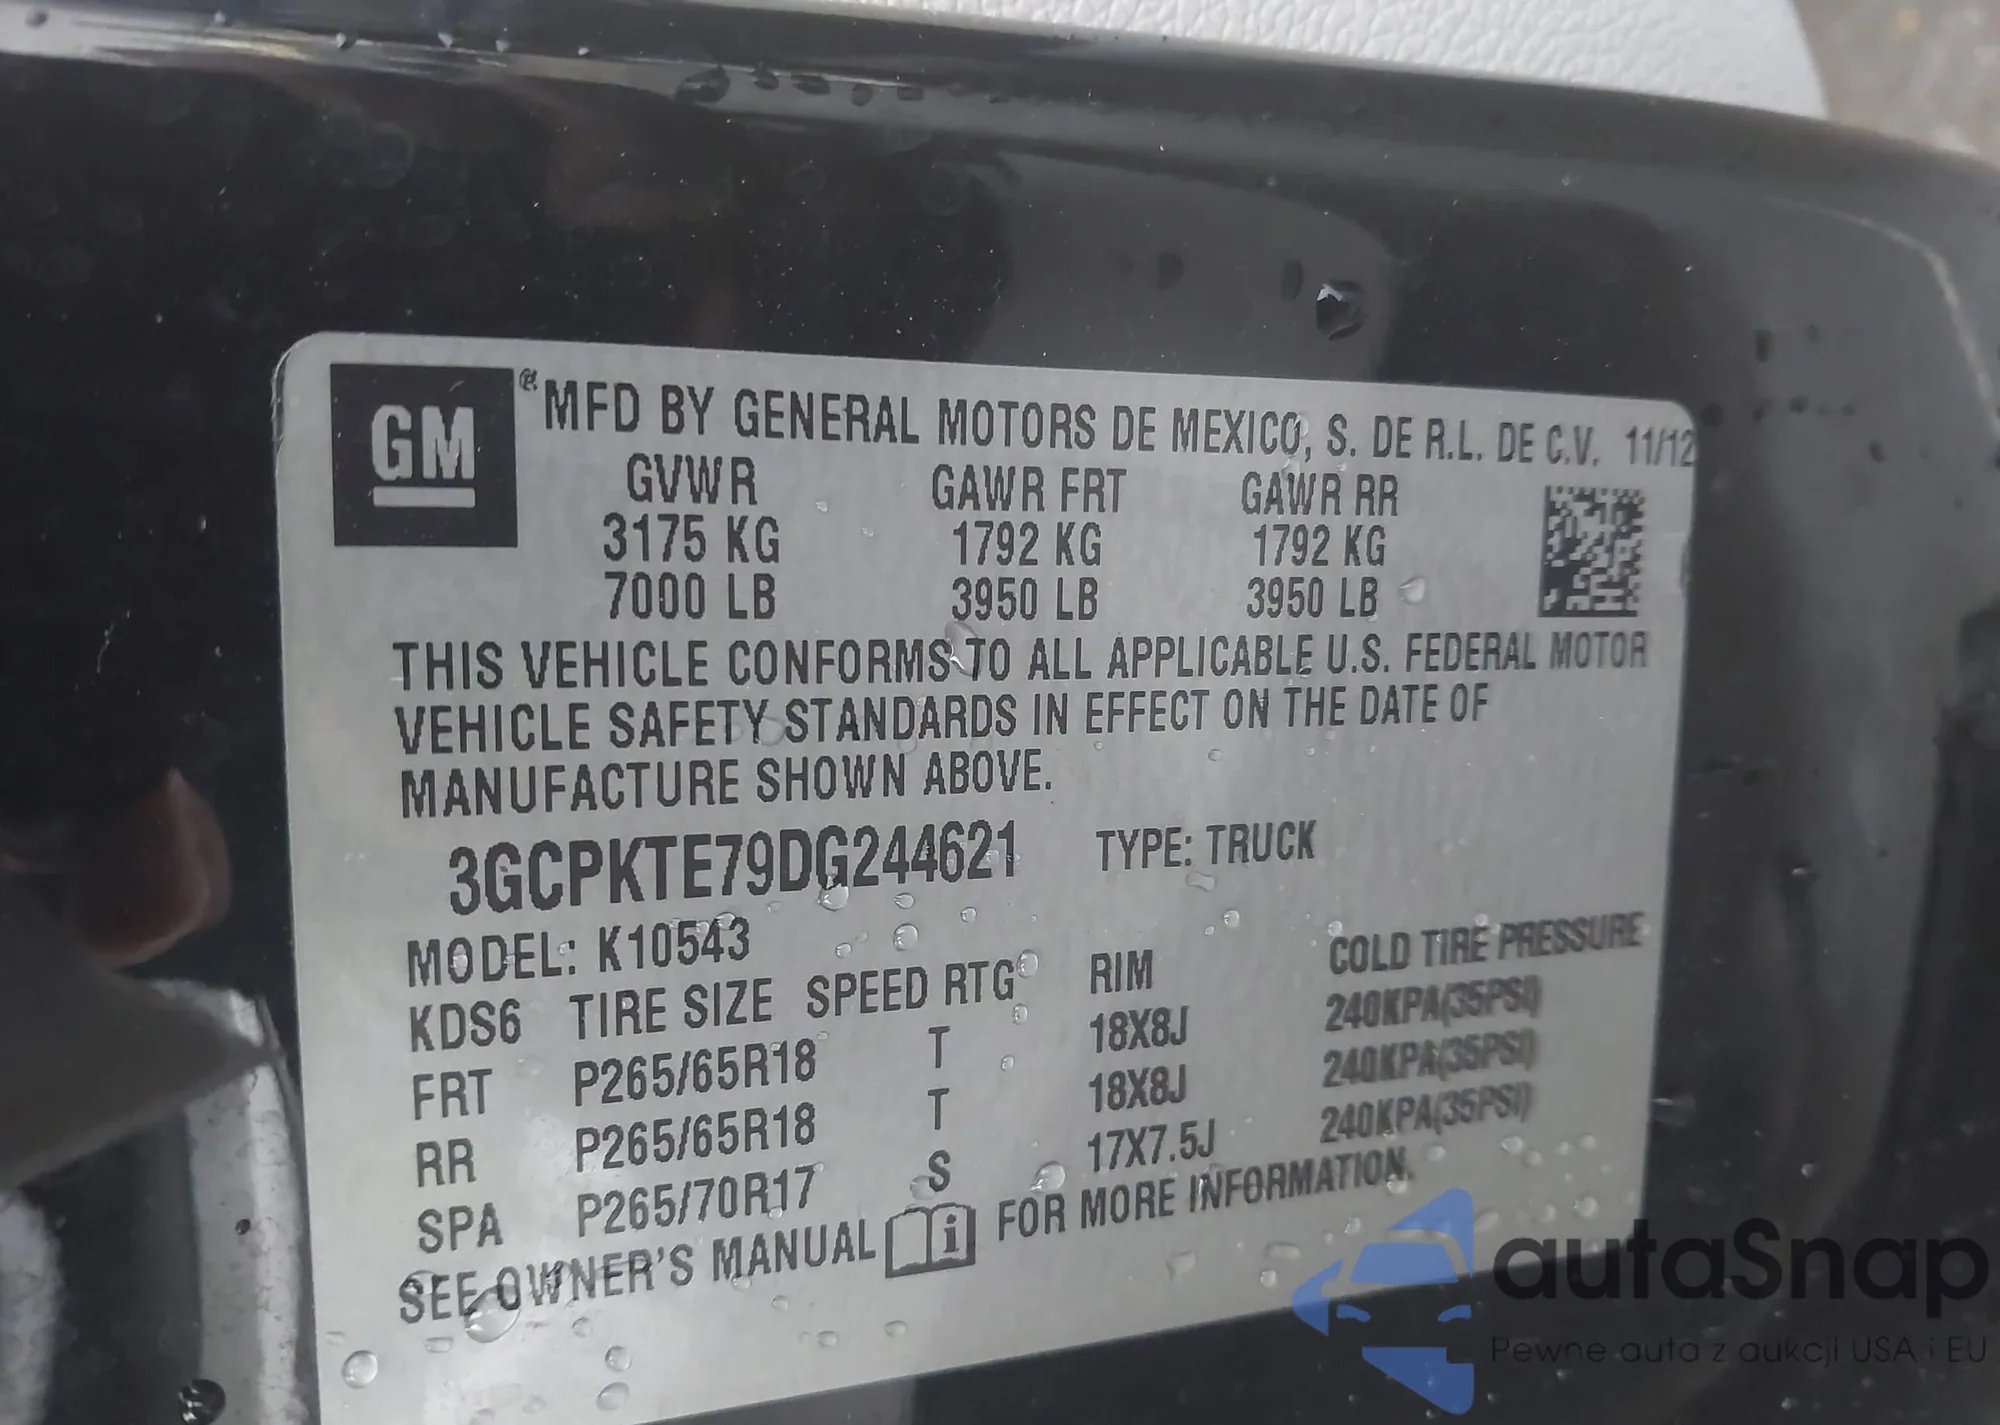 GM ® MFD BY GENERAL MOTORS DE MEXICO, S. DE R.L. DE C.V. 11/12
GVWR GAWR FRT GAWR RR
3175 KG 1792 KG 1792 KG
7000 LB 3950 LB 3950 LB
THIS VEHICLE CONFORMS TO ALL APPLICABLE U.S. FEDERAL MOTOR
VEHICLE SAFETY STANDARDS IN EFFECT ON THE DATE OF
MANUFACTURE SHOWN ABOVE.
3GCPKTE79DG244621 TYPE: TRUCK
MODEL: K10543
KDS6 TIRE SIZE SPEED RTG RIM COLD TIRE PRESSURE
FRT P265/65R18 T 18X8J 240KPA(35PSI)
RR P265/65R18 T 18X8J 240KPA(35PSI)
SPA P265/70R17 S 17X7.5J 240KPA(35PSI)
SEE OWNER'S MANUAL i FOR MORE INFORMATION.
autaSnap
Pewne auta z aukcji USA i EU